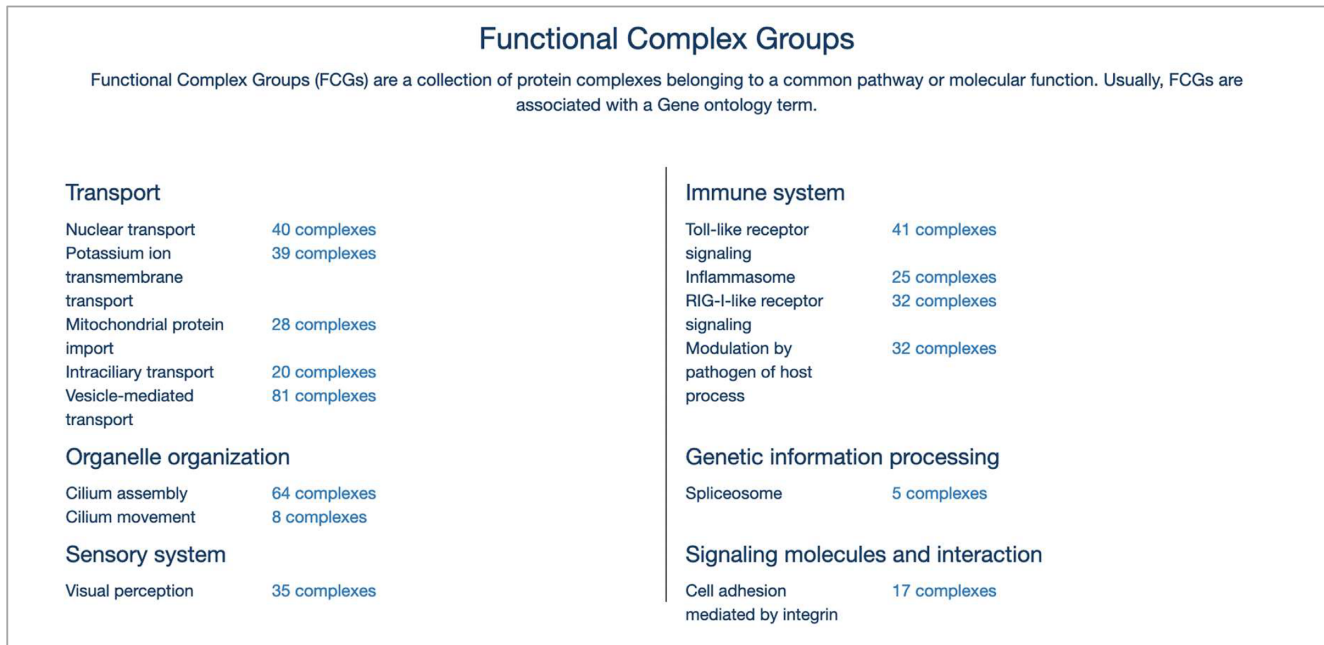 Functional Complex Groups
Functional Complex Groups (FCGs) are a collection of protein complexes belonging to a common pathway or molecular function. Usually, FCGs are
associated with a Gene ontology term.
Transport
Nuclear transport 40 complexes
Potassium ion 39 complexes
transmembrane
transport
Mitochondrial protein 28 complexes
import
Intraciliary transport 20 complexes
Vesicle-mediated 81 complexes
transport
Organelle organization
Cilium assembly 64 complexes
Cilium movement 8 complexes
Sensory system
Visual perception 35 complexes
Immune system
Toll-like receptor 41 complexes
signaling
Inflammasome 25 complexes
RIG-I-like receptor 32 complexes
signaling
Modulation by 32 complexes
pathogen of host
process
Genetic information processing
Spliceosome 5 complexes
Signaling molecules and interaction
Cell adhesion 17 complexes
mediated by integrin